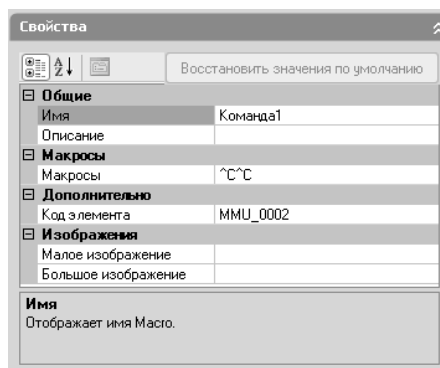 Свойства
Восстановить значения по умолчанию
Общие
Имя Команда1
Описание
Макросы
Макросы ^C^C
Дополнительно
Код элемента MMU_0002
Изображения
Малое изображение
Большое изображение
Имя
Отображает имя Macro.